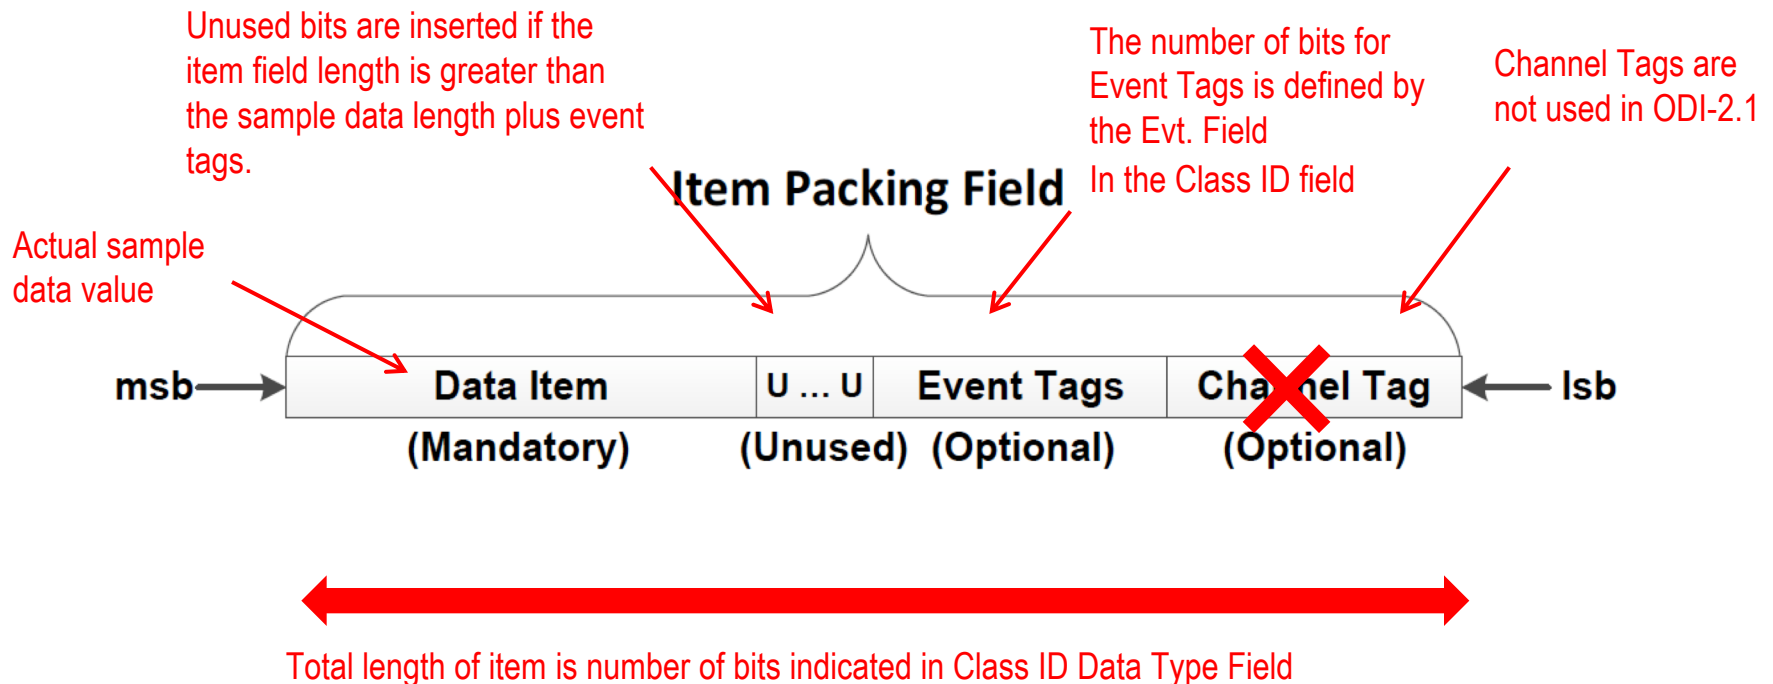 Unused bits are inserted if the
item field length is greater than
the sample data length plus event
tags.
The number of bits for
Event Tags is defined by
the Evt. Field
In the Class ID field
Channel Tags are
not used in ODI-2.1
Item Packing Field
Actual sample
data value
msb
Data Item
U ... U
Event Tags
Channel Tag
lsb
(Mandatory)
(Unused)
(Optional)
(Optional)
Total length of item is number of bits indicated in Class ID Data Type Field